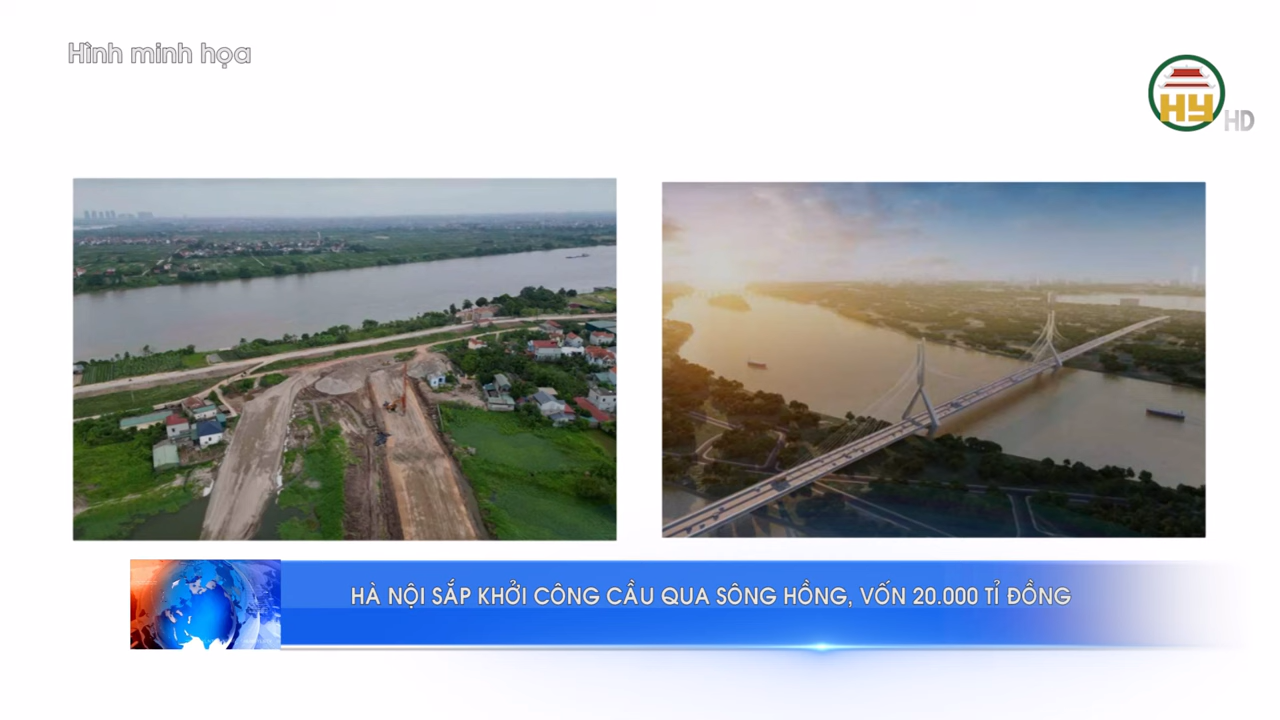 Hình minh họa
HY
HD
HÀ NỘI SẮP KHỞI CÔNG CẦU QUA SÔNG HỒNG, VỐN 20.000 TỈ ĐỒNG